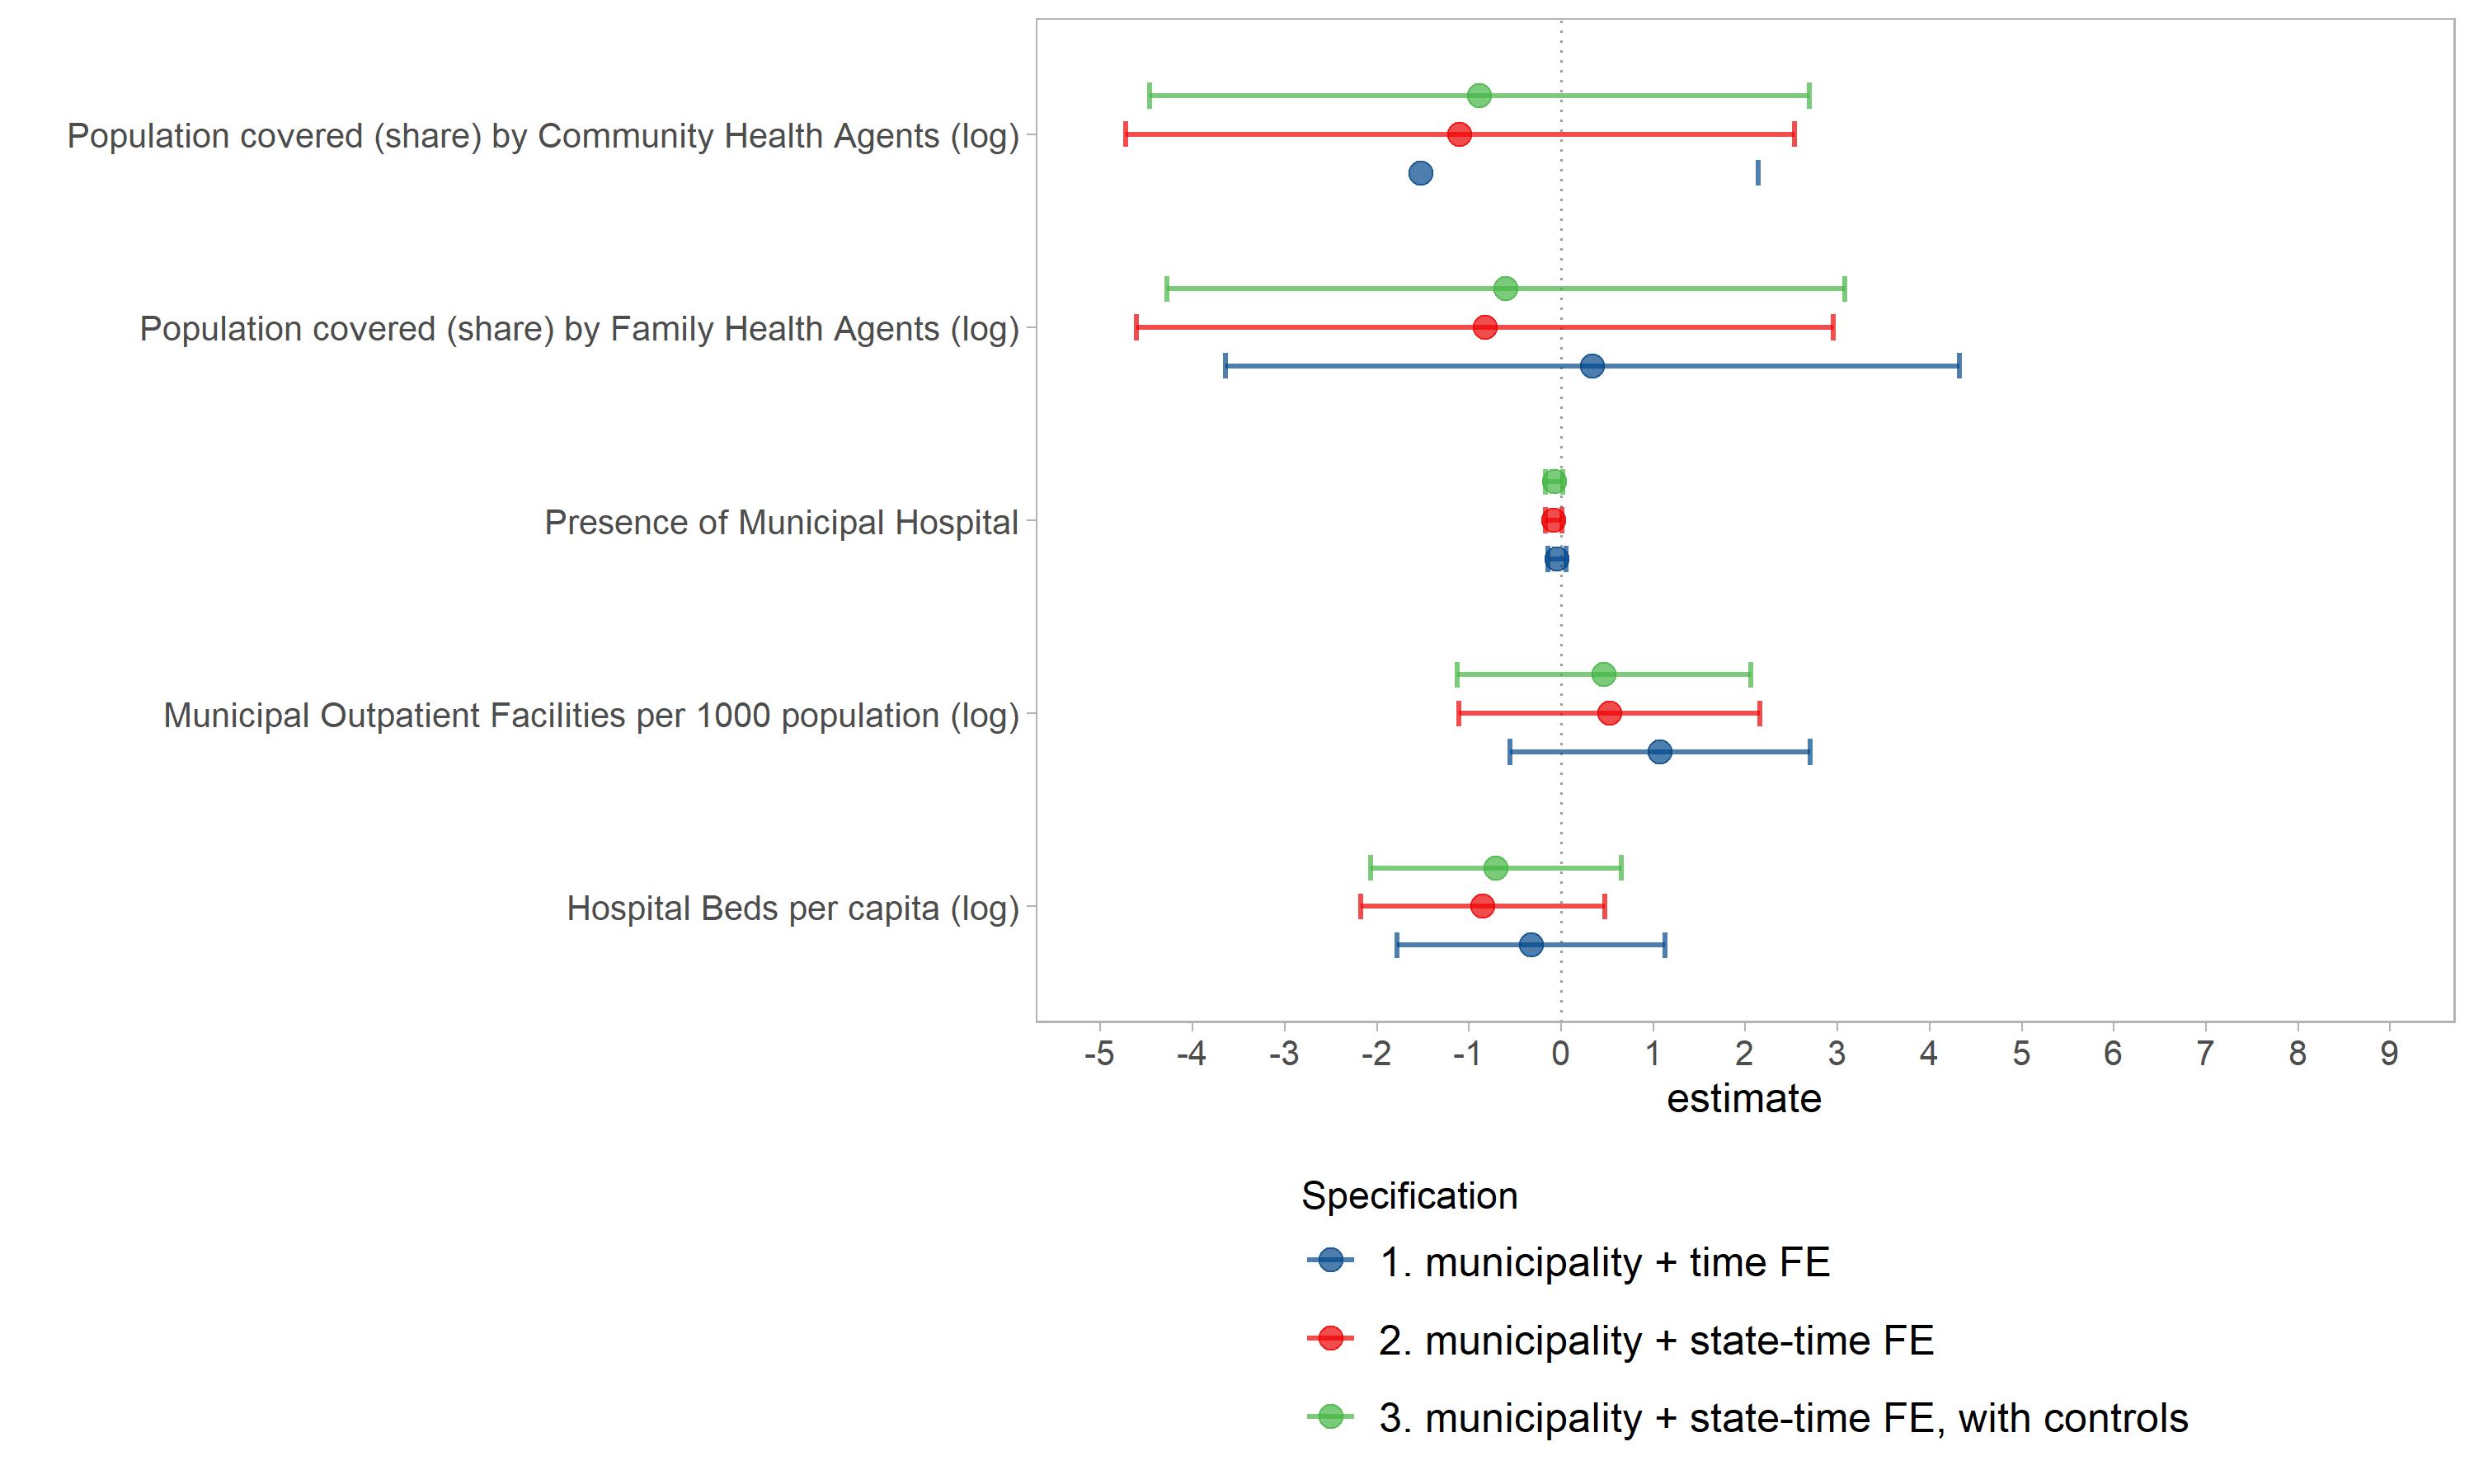 Population covered (share) by Community Health Agents (log)
Population covered (share) by Family Health Agents (log)
Presence of Municipal Hospital
Municipal Outpatient Facilities per 1000 population (log)
Hospital Beds per capita (log)
-5 -4 -3 -2 -1 0 1 2 3 4 5 6 7 8 9
estimate
Specification
1. municipality + time FE
2. municipality + state-time FE
3. municipality + state-time FE, with controls